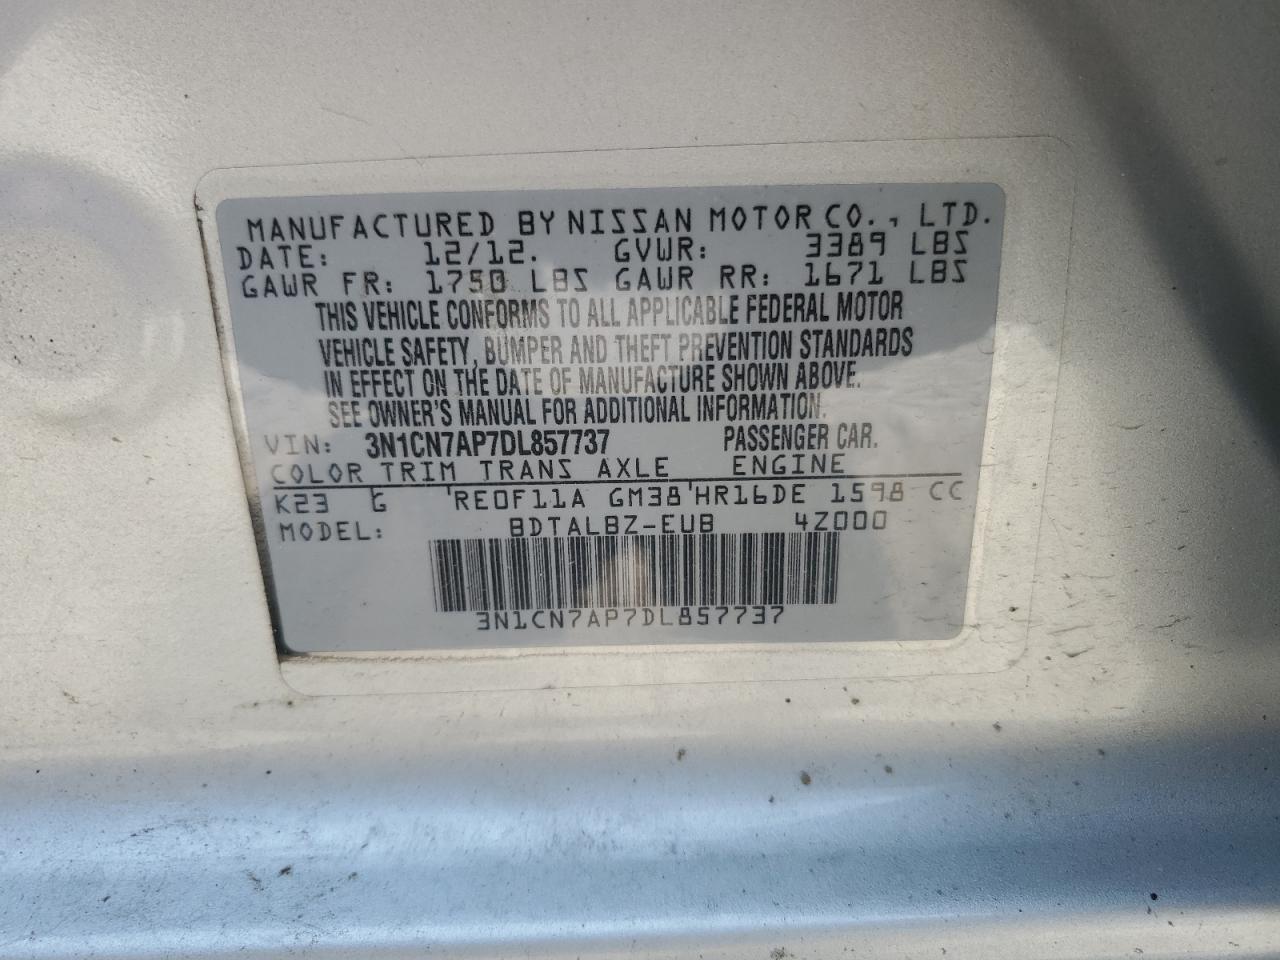 MANUFACTURED BY NISSAN MOTOR CO., LTD.
DATE: 12/12. GVWR: 3389 LBS
GAWR FR: 1750 LBS GAWR RR: 1671 LBS
THIS VEHICLE CONFORMS TO ALL APPLICABLE FEDERAL MOTOR
VEHICLE SAFETY, BUMPER AND THEFT PREVENTION STANDARDS
IN EFFECT ON THE DATE OF MANUFACTURE SHOWN ABOVE.
SEE OWNER'S MANUAL FOR ADDITIONAL INFORMATION.
VIN: 3N1CN7AP7DL857737 PASSENGER CAR.
COLOR TRIM TRANS AXLE ENGINE
K23 G RE0F11A GM38 HR16DE 1598 CC
MODEL: BDTALBZ-EUB 4Z000
3N1CN7AP7DL857737